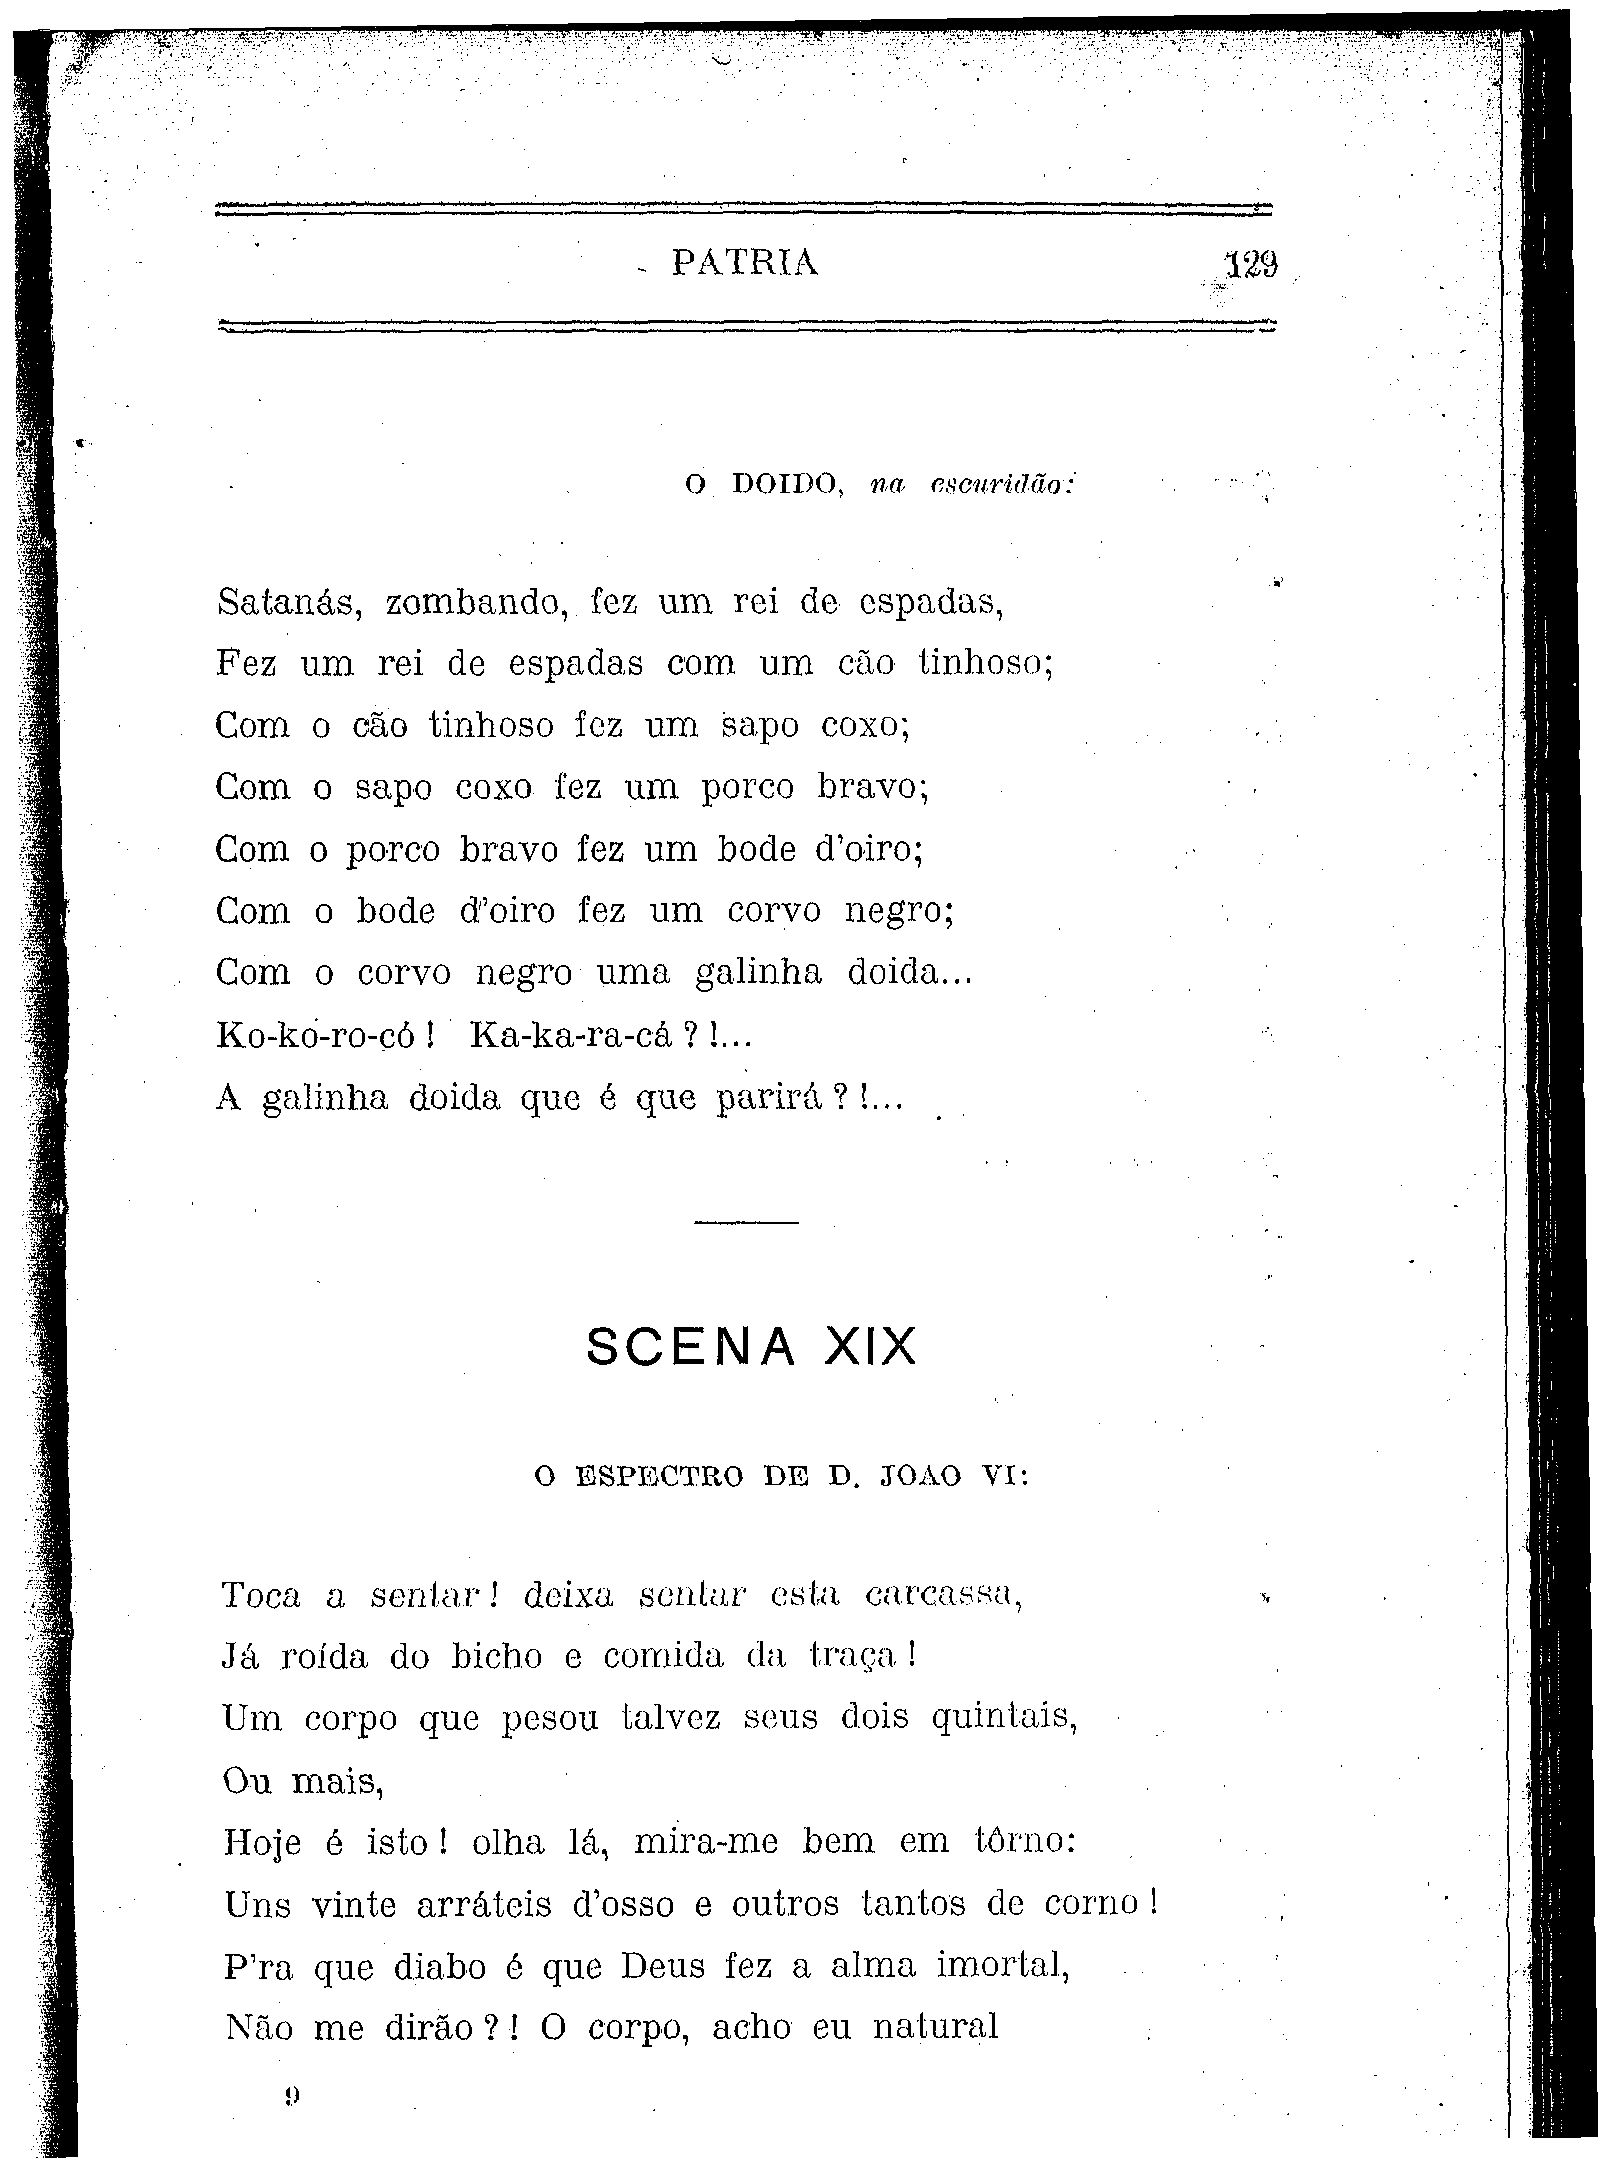 PATRIA 129
O DOIDO, na escuridão:
Satanás, zombando, fez um rei de espadas,
Fez um rei de espadas com um cão tinhoso;
Com o cão tinhoso fez um sapo coxo;
Com o sapo coxo fez um porco bravo;
Com o porco bravo fez um bode d'oiro;
Com o bode d'oiro fez um corvo negro;
Com o corvo negro uma galinha doida...
Ko-ko-ro-có! Ka-ka-ra-cá?!...
A galinha doida que é que parirá?!...
SCENA XIX
O ESPECTRO DE D. JOAO VI:
Toca a sentar! deixa sentar esta carcassa,
Já roída do bicho e comida da traça!
Um corpo que pesou talvez seus dois quintais,
Ou mais,
Hoje é isto! olha lá, mira-me bem em tôrno:
Uns vinte arráteis d'osso e outros tantos de corno!
P'ra que diabo é que Deus fez a alma imortal,
Não me dirão?! O corpo, acho eu natural
9